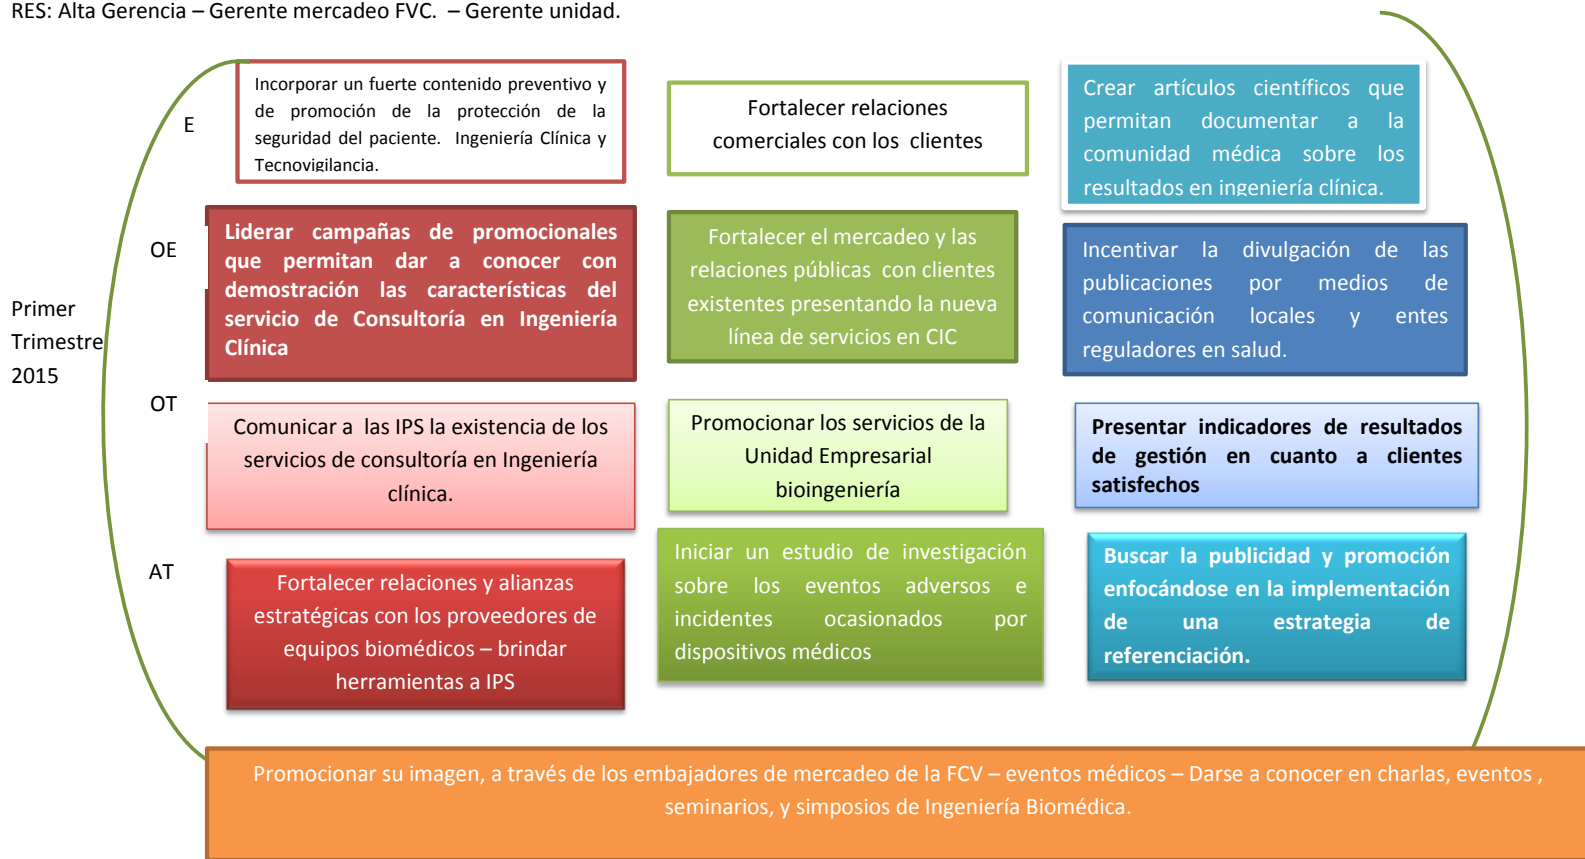 RES: Alta Gerencia – Gerente mercadeo FVC. – Gerente unidad.
E
Incorporar un fuerte contenido preventivo y
de promoción de la protección de la
seguridad del paciente. Ingeniería Clínica y
Tecnovigilancia.
Fortalecer relaciones
comerciales con los clientes
Crear artículos científicos que
permitan documentar a la
comunidad médica sobre los
resultados en ingeniería clínica.
OE
Liderar campañas de promocionales
que permitan dar a conocer con
demostración las características del
servicio de Consultoría en Ingeniería
Clínica
Fortalecer el mercadeo y las
relaciones públicas con clientes
existentes presentando la nueva
línea de servicios en CIC
Incentivar la divulgación de las
publicaciones por medios de
comunicación locales y entes
reguladores en salud.
Primer
Trimestre
2015
OT
Comunicar a las IPS la existencia de los
servicios de consultoría en Ingeniería
clínica.
Promocionar los servicios de la
Unidad Empresarial
bioingeniería
Presentar indicadores de resultados
de gestión en cuanto a clientes
satisfechos
AT
Fortalecer relaciones y alianzas
estratégicas con los proveedores de
equipos biomédicos – brindar
herramientas a IPS
Iniciar un estudio de investigación
sobre los eventos adversos e
incidentes ocasionados por
dispositivos médicos
Buscar la publicidad y promoción
enfocándose en la implementación
de una estrategia de
referenciación.
Promocionar su imagen, a través de los embajadores de mercadeo de la FCV – eventos médicos – Darse a conocer en charlas, eventos ,
seminarios, y simposios de Ingeniería Biomédica.